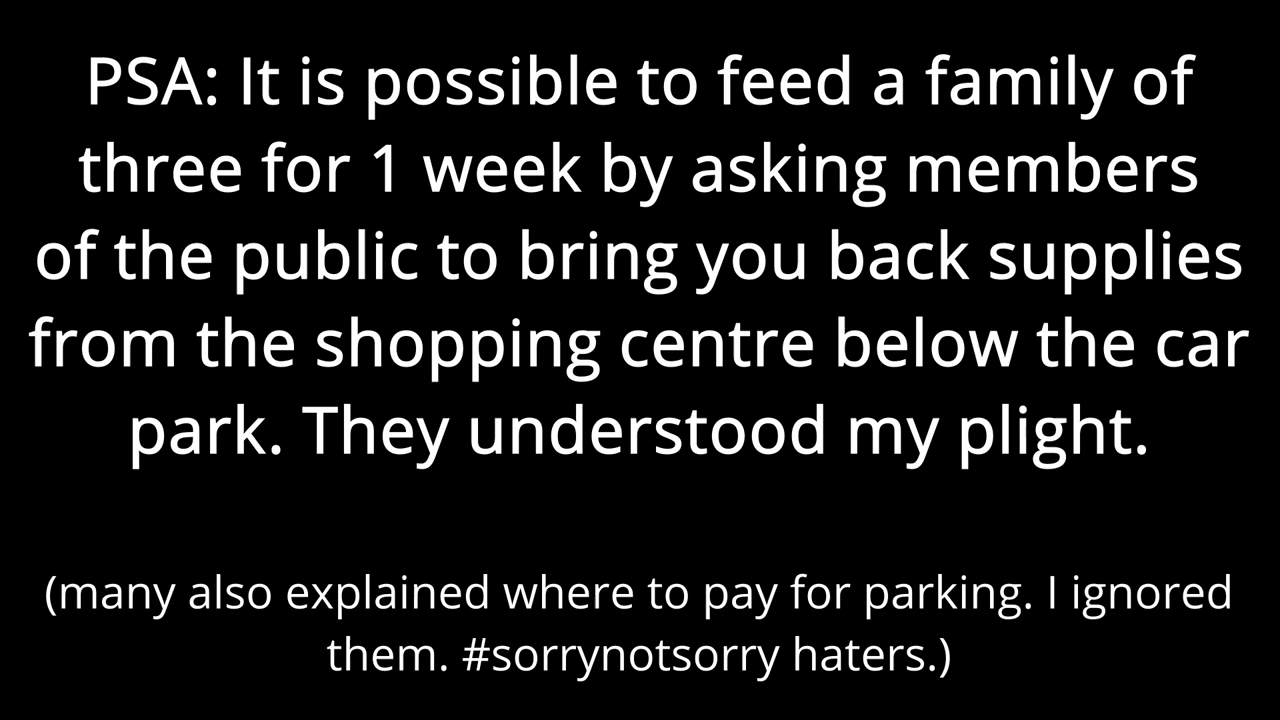 PSA: It is possible to feed a family of
three for 1 week by asking members
of the public to bring you back supplies
from the shopping centre below the car
park. They understood my plight.
(many also explained where to pay for parking. I ignored
them. #sorrynotsorry haters.)